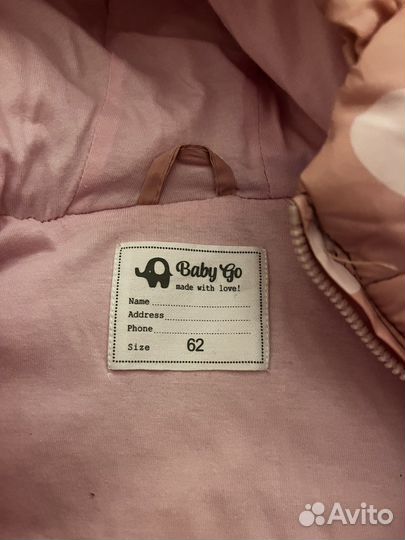 Baby Go
made with love!
Name
Address
Phone
Size 62
Avito